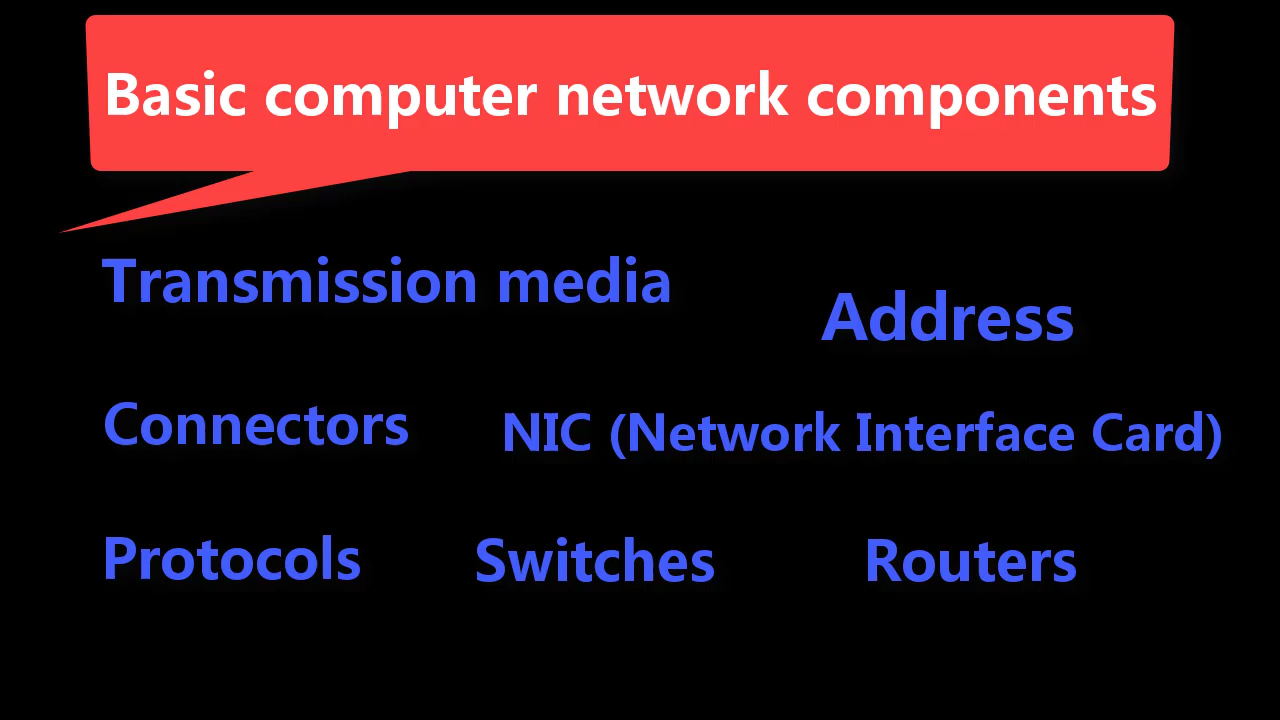 Basic computer network components
Transmission media
Address
Connectors
NIC (Network Interface Card)
Protocols
Switches
Routers